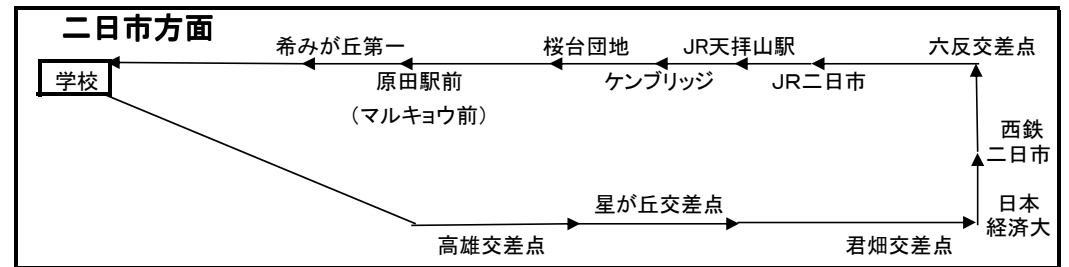 二日市方面
希みが丘第一
桜台団地
JR天拝山駅
六反交差点
学校
原田駅前
(マルキョウ前)
ケンブリッジ
JR二日市
西鉄
二日市
星が丘交差点
日本
経済大
高雄交差点
君畑交差点